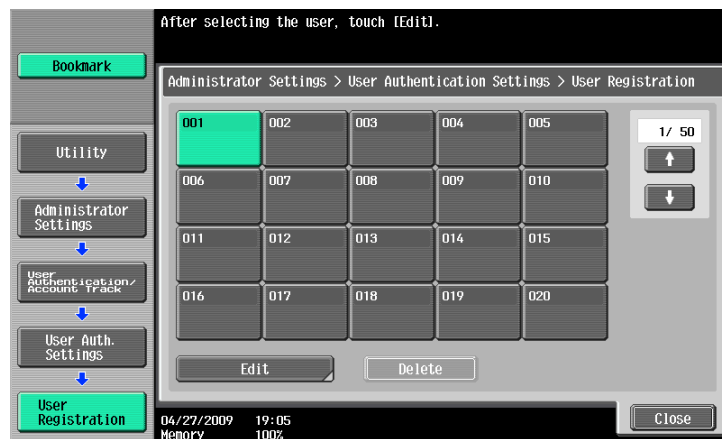 After selecting the user, touch [Edit].
Bookmark
Administrator Settings > User Authentication Settings > User Registration
001 002 003 004 005
1/ 50
Utility
006 007 008 009 010
Administrator
Settings
011 012 013 014 015
User
Authentication/
Account Track
016 017 018 019 020
User Auth.
Settings
Edit Delete
User
Registration
04/27/2009 19:05
Memory 100%
Close